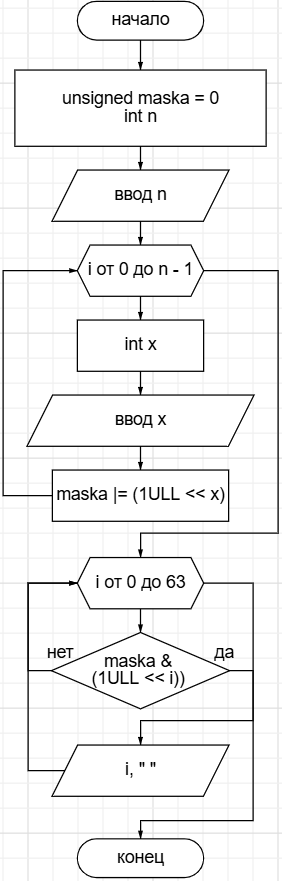 начало
unsigned maska = 0
int n
ввод n
i от 0 до n - 1
int x
ввод x
maska |= (1ULL << x)
i от 0 до 63
нет
да
maska &
(1ULL << i))
i, " "
конец